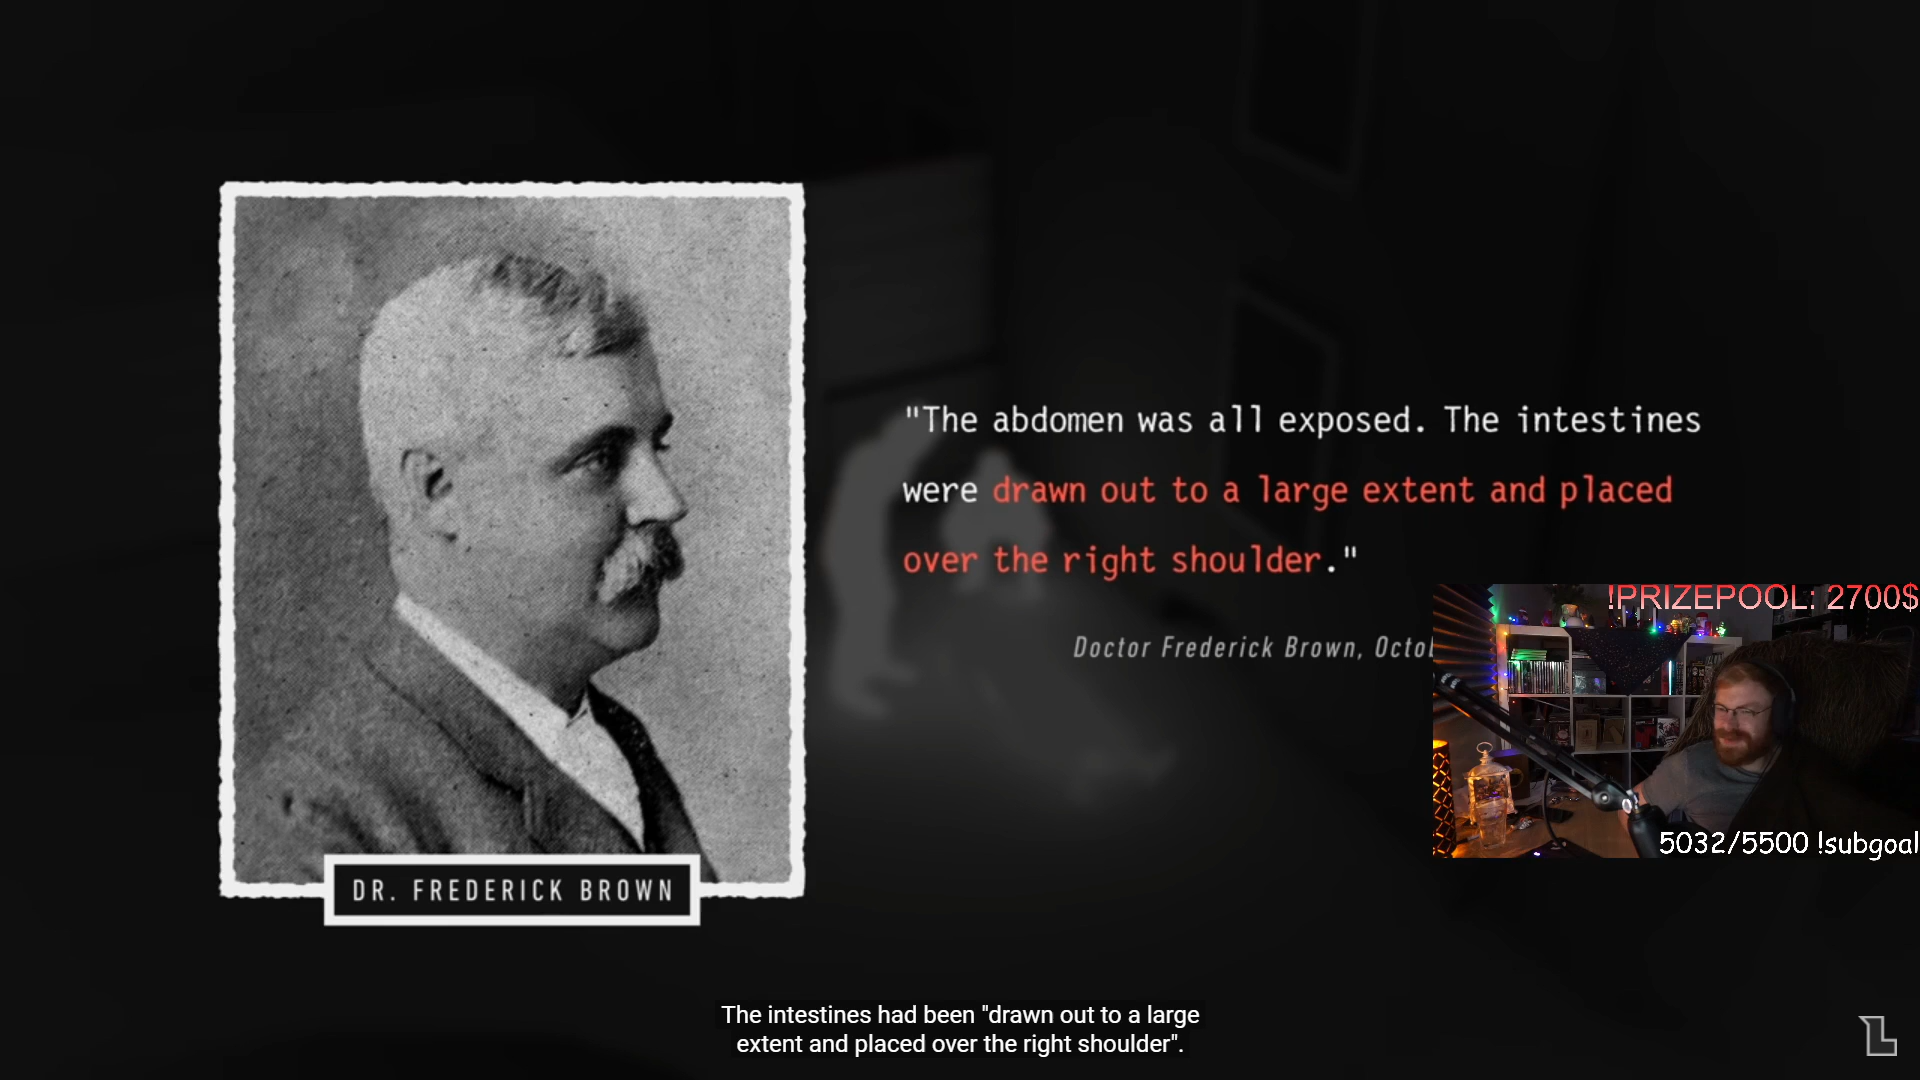 "The abdomen was all exposed. The intestines
were drawn out to a large extent and placed
over the right shoulder."
Doctor Frederick Brown,
!PRIZEPOOL: 2700$
5032/5500 !subgoal
DR. FREDERICK BROWN
The intestines had been "drawn out to a large
extent and placed over the right shoulder".